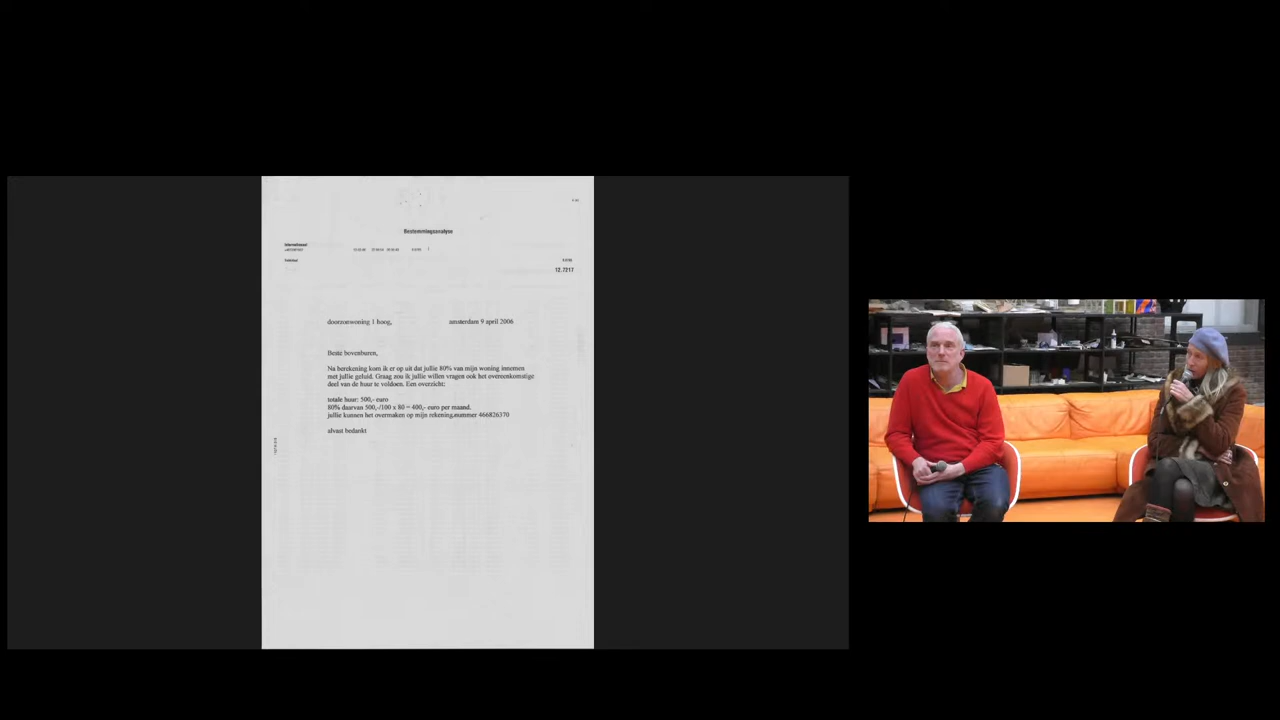 Bestemmingsanalyse
12.7217
doorzonwoning 1 hoog, amsterdam 9 april 2006
Beste bovenburen,
Na berekening kom ik er op uit dat jullie 80% van mijn woning innemen
met jullie geluid. Graag zou ik jullie willen vragen ook het overeenkomstige
deel van de huur te voldoen. Een overzicht:
totale huur: 500,- euro
80% daarvan 500,-/100 x 80 = 400,- euro per maand.
jullie kunnen het overmaken op mijn rekening.nummer 466826370
alvast bedankt